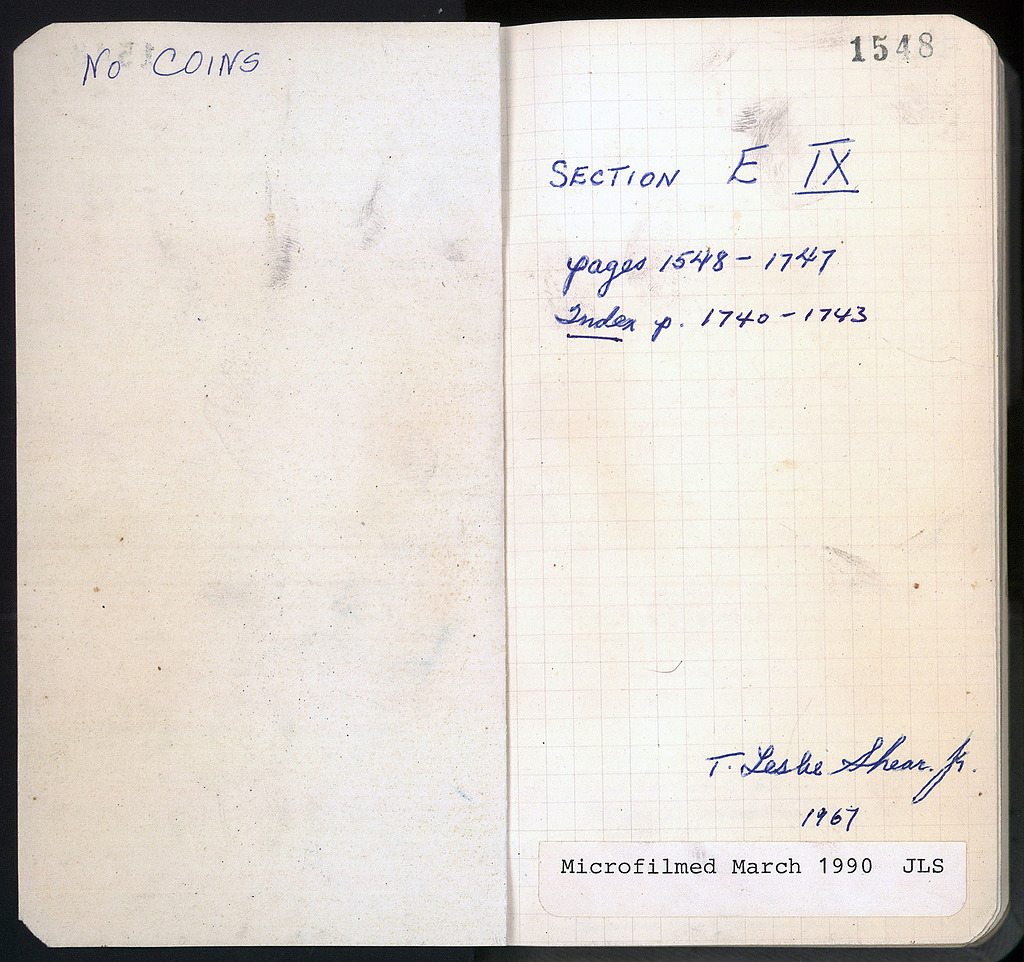 No COINS
1548
SECTION E IX
pages 1548 - 1747
Index p. 1740 - 1743
T. Leslie Shear. Jr.
1967
Microfilmed March 1990 JLS